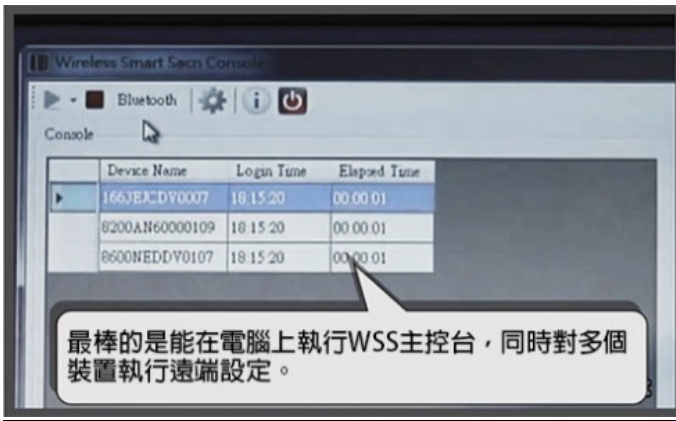 Wireless Smart Sacn Console
Bluetooth
Console
Device Name Login Time Elapsed Time
166JEJCDV0007 18:15:20 00:00:01
8200AN60000109 18:15:20 00:00:01
8600NEDDV0107 18:15:20 00:00:01
最棒的是能在電腦上執行WSS主控台，同時對多個
裝置執行遠端設定。